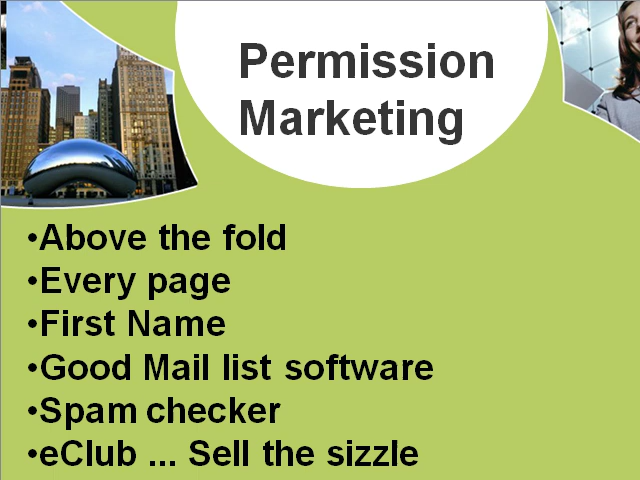 Permission
Marketing
•Above the fold
•Every page
•First Name
•Good Mail list software
•Spam checker
•eClub ... Sell the sizzle